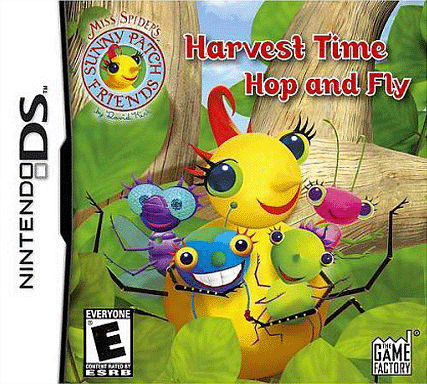 NINTENDO DS™
MISS SPIDER'S
SUNNY PATCH
FRIENDS
by David Kirk
Harvest Time
Hop and Fly
EVERYONE
E
CONTENT RATED BY
ESRB
THE
GAME
FACTORY